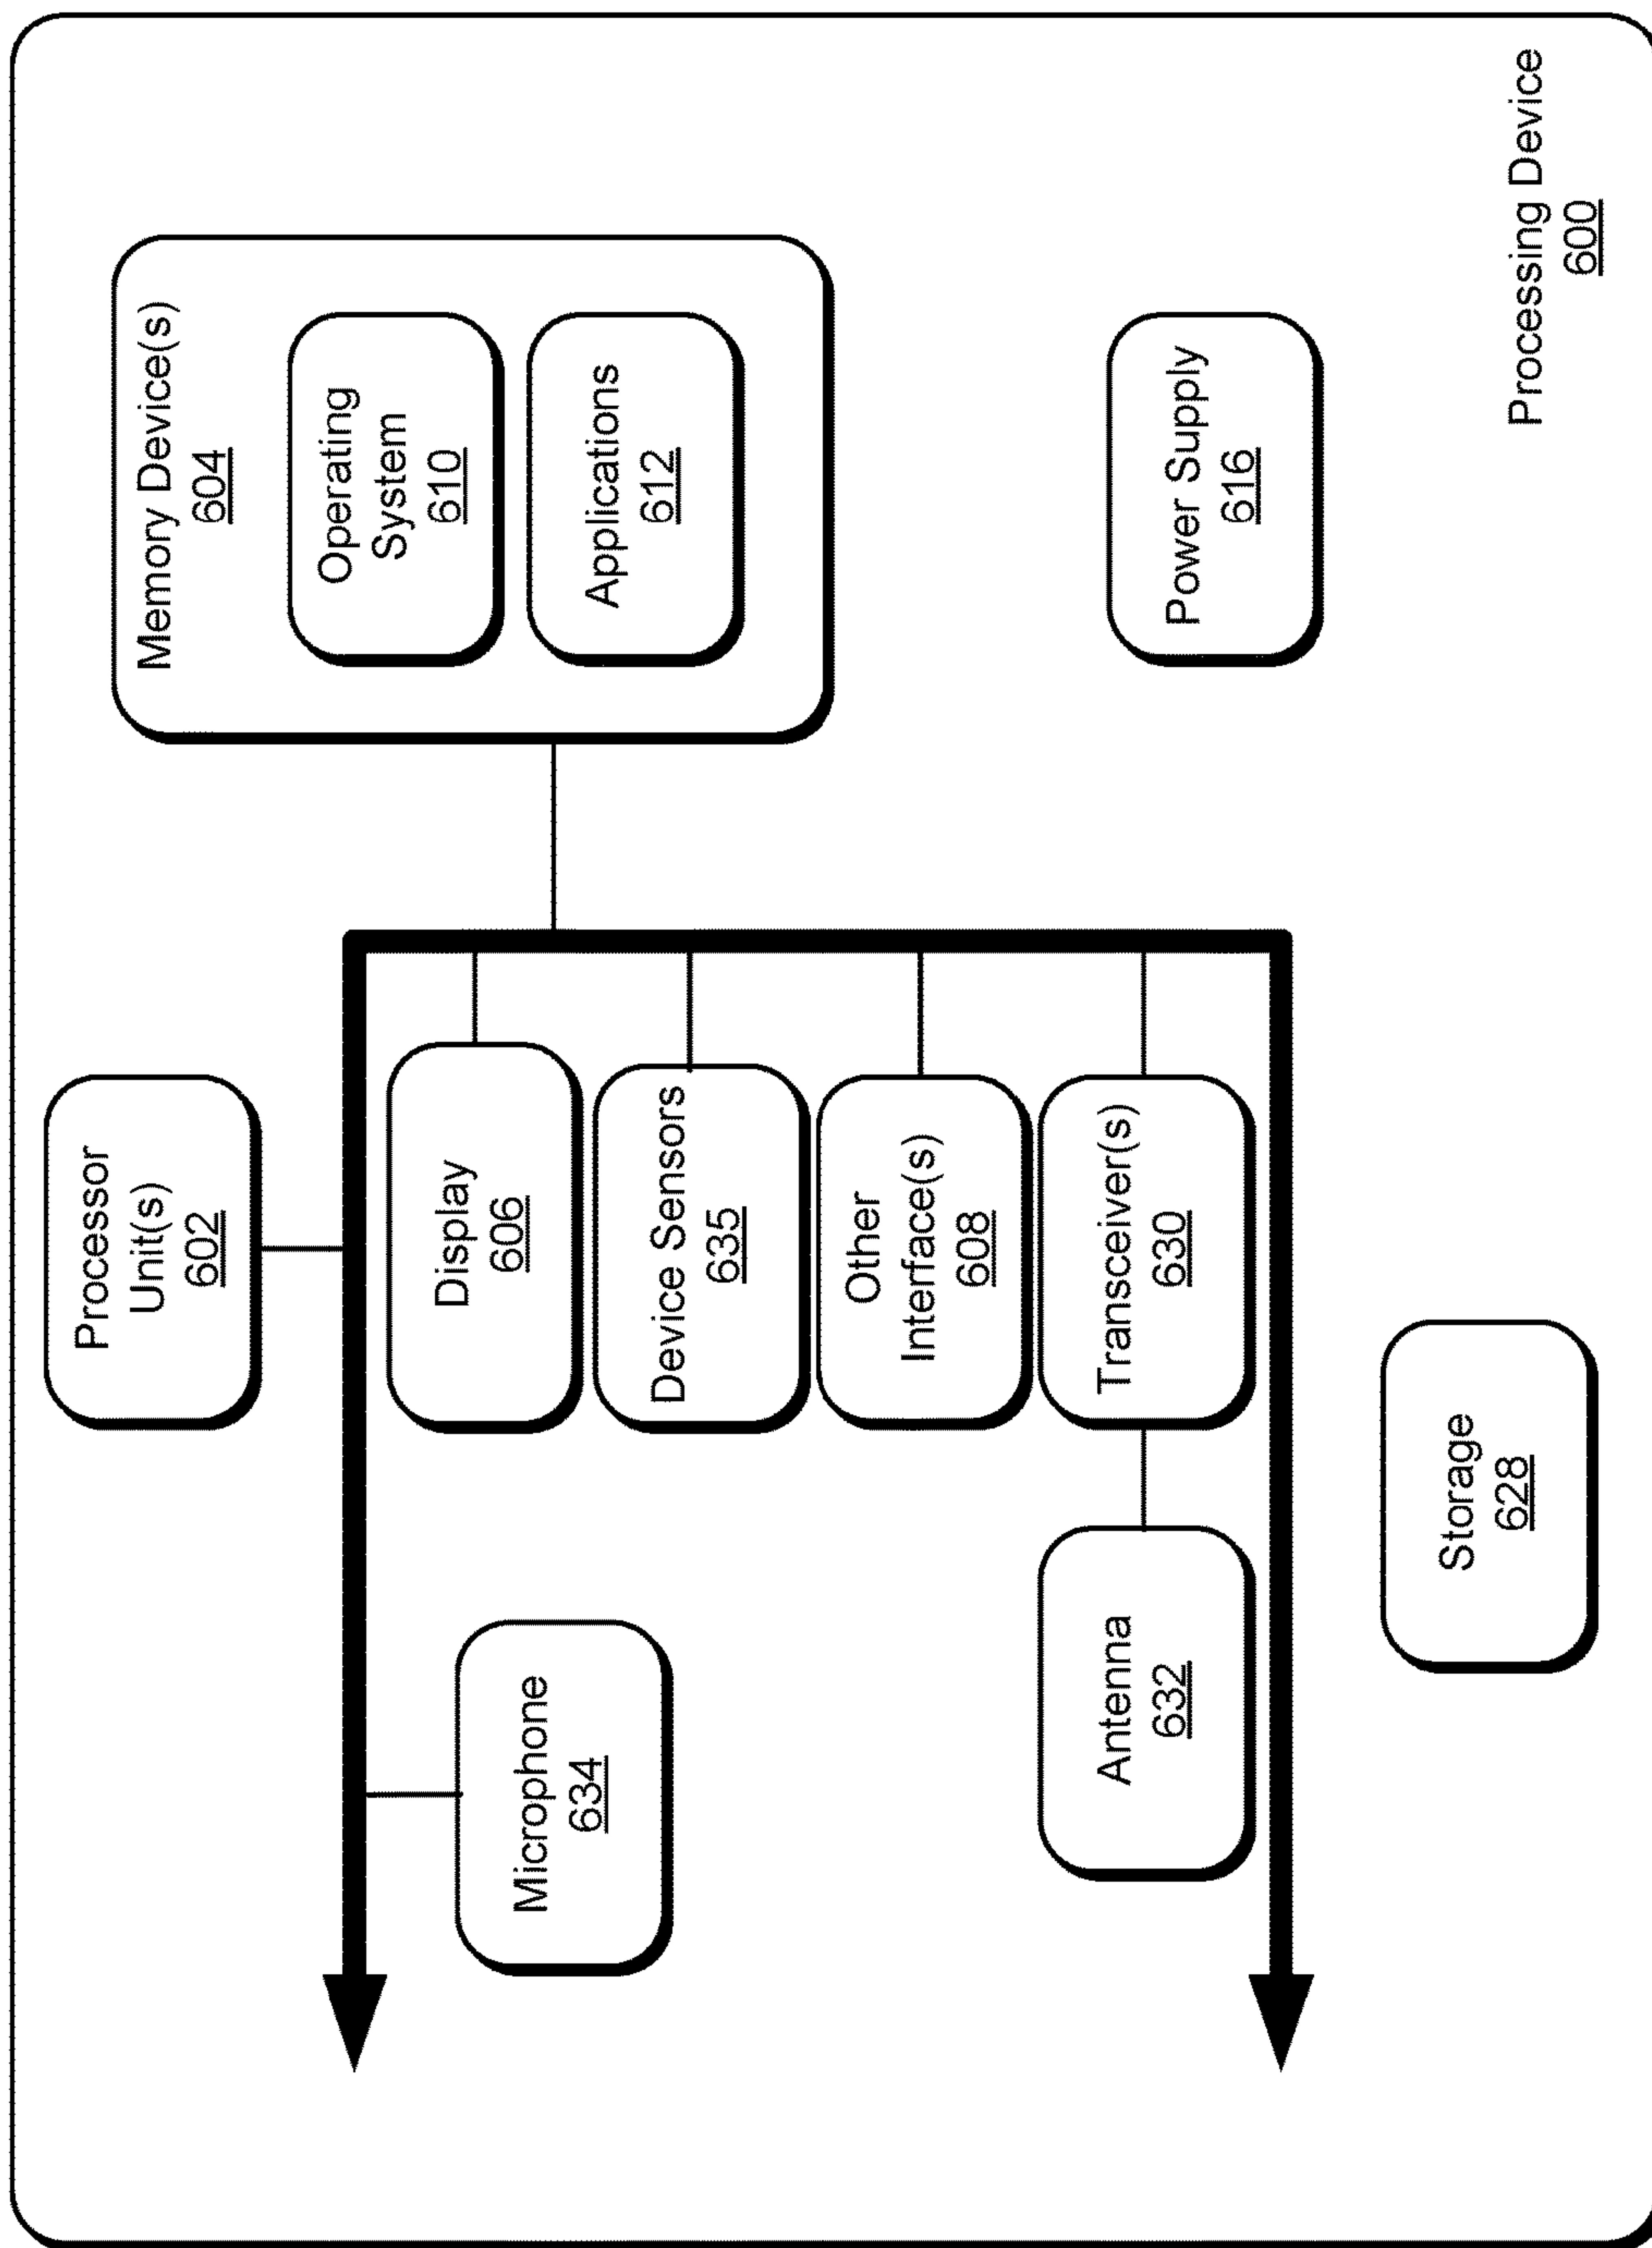 Processor
Unit(s)
602
Memory Device(s)
604
Operating
System
610
Applications
612
Display
606
Microphone
634
Device Sensors
635
Other
Interface(s)
608
Transceiver(s)
630
Antenna
632
Power Supply
616
Storage
628
Processing Device
600